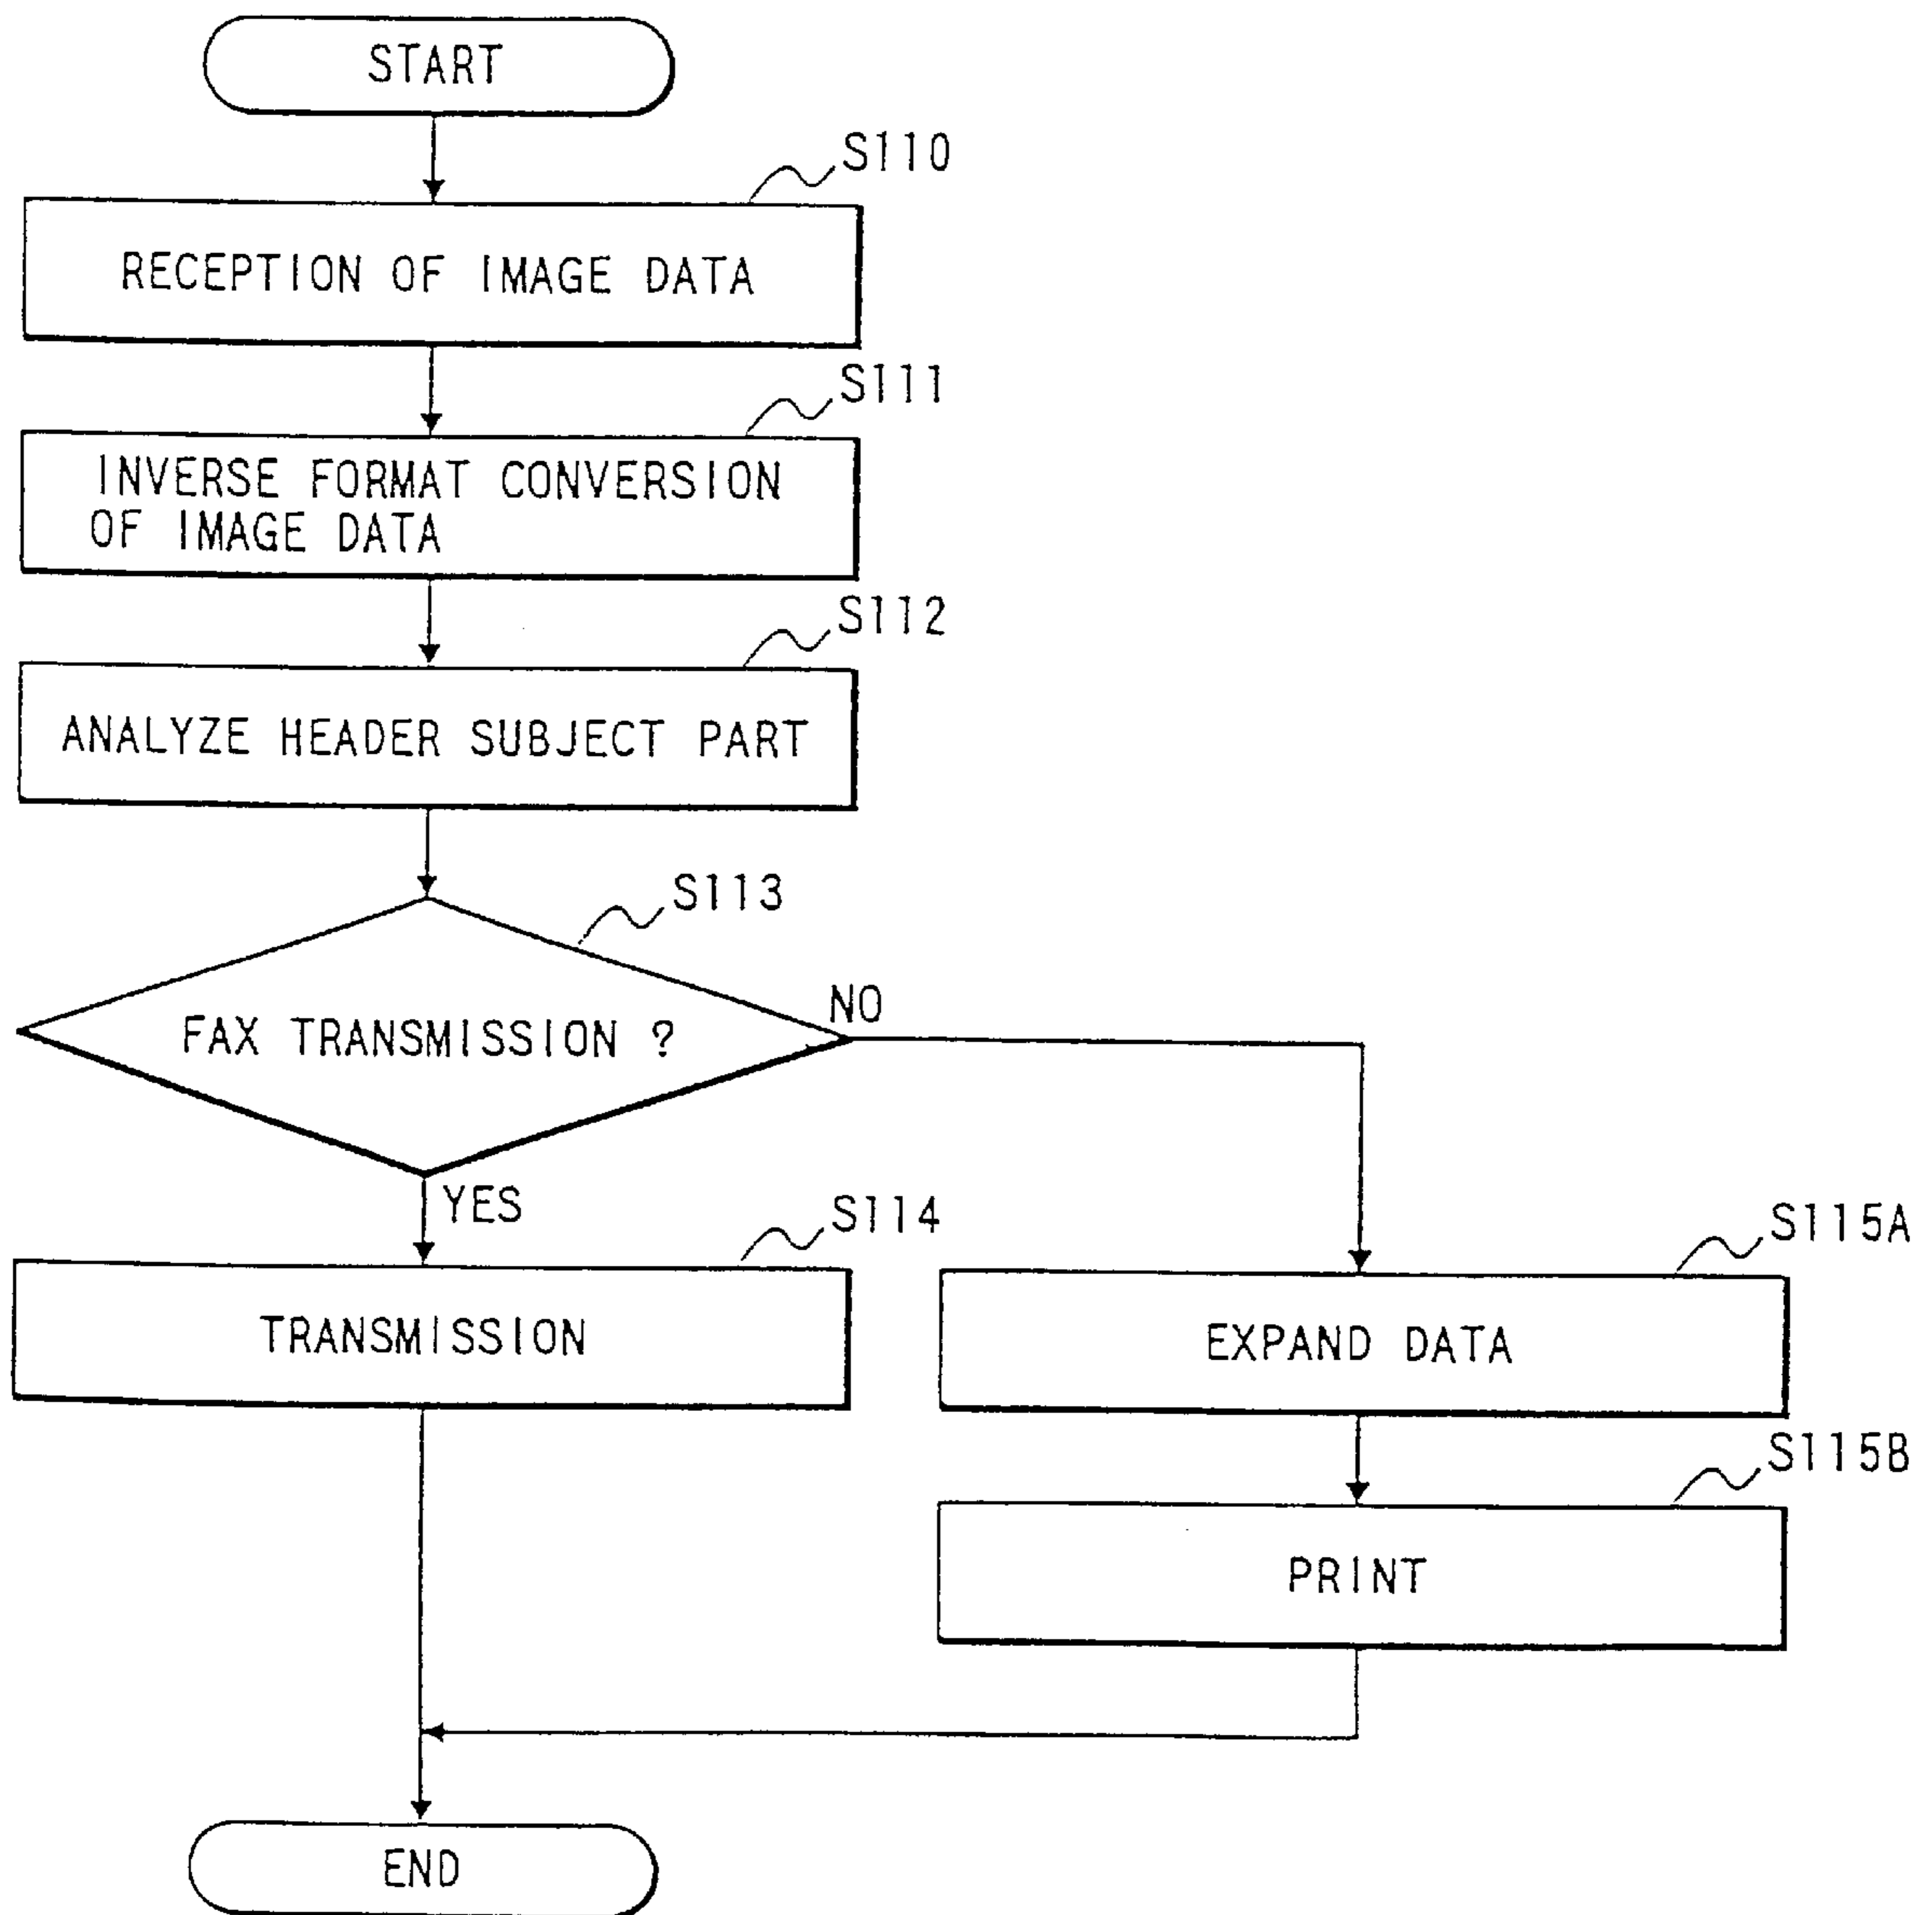 START
S110
RECEPTION OF IMAGE DATA
S111
INVERSE FORMAT CONVERSION
OF IMAGE DATA
S112
ANALYZE HEADER SUBJECT PART
S113
FAX TRANSMISSION ?
NO
YES
S114
TRANSMISSION
S115A
EXPAND DATA
S115B
PRINT
END